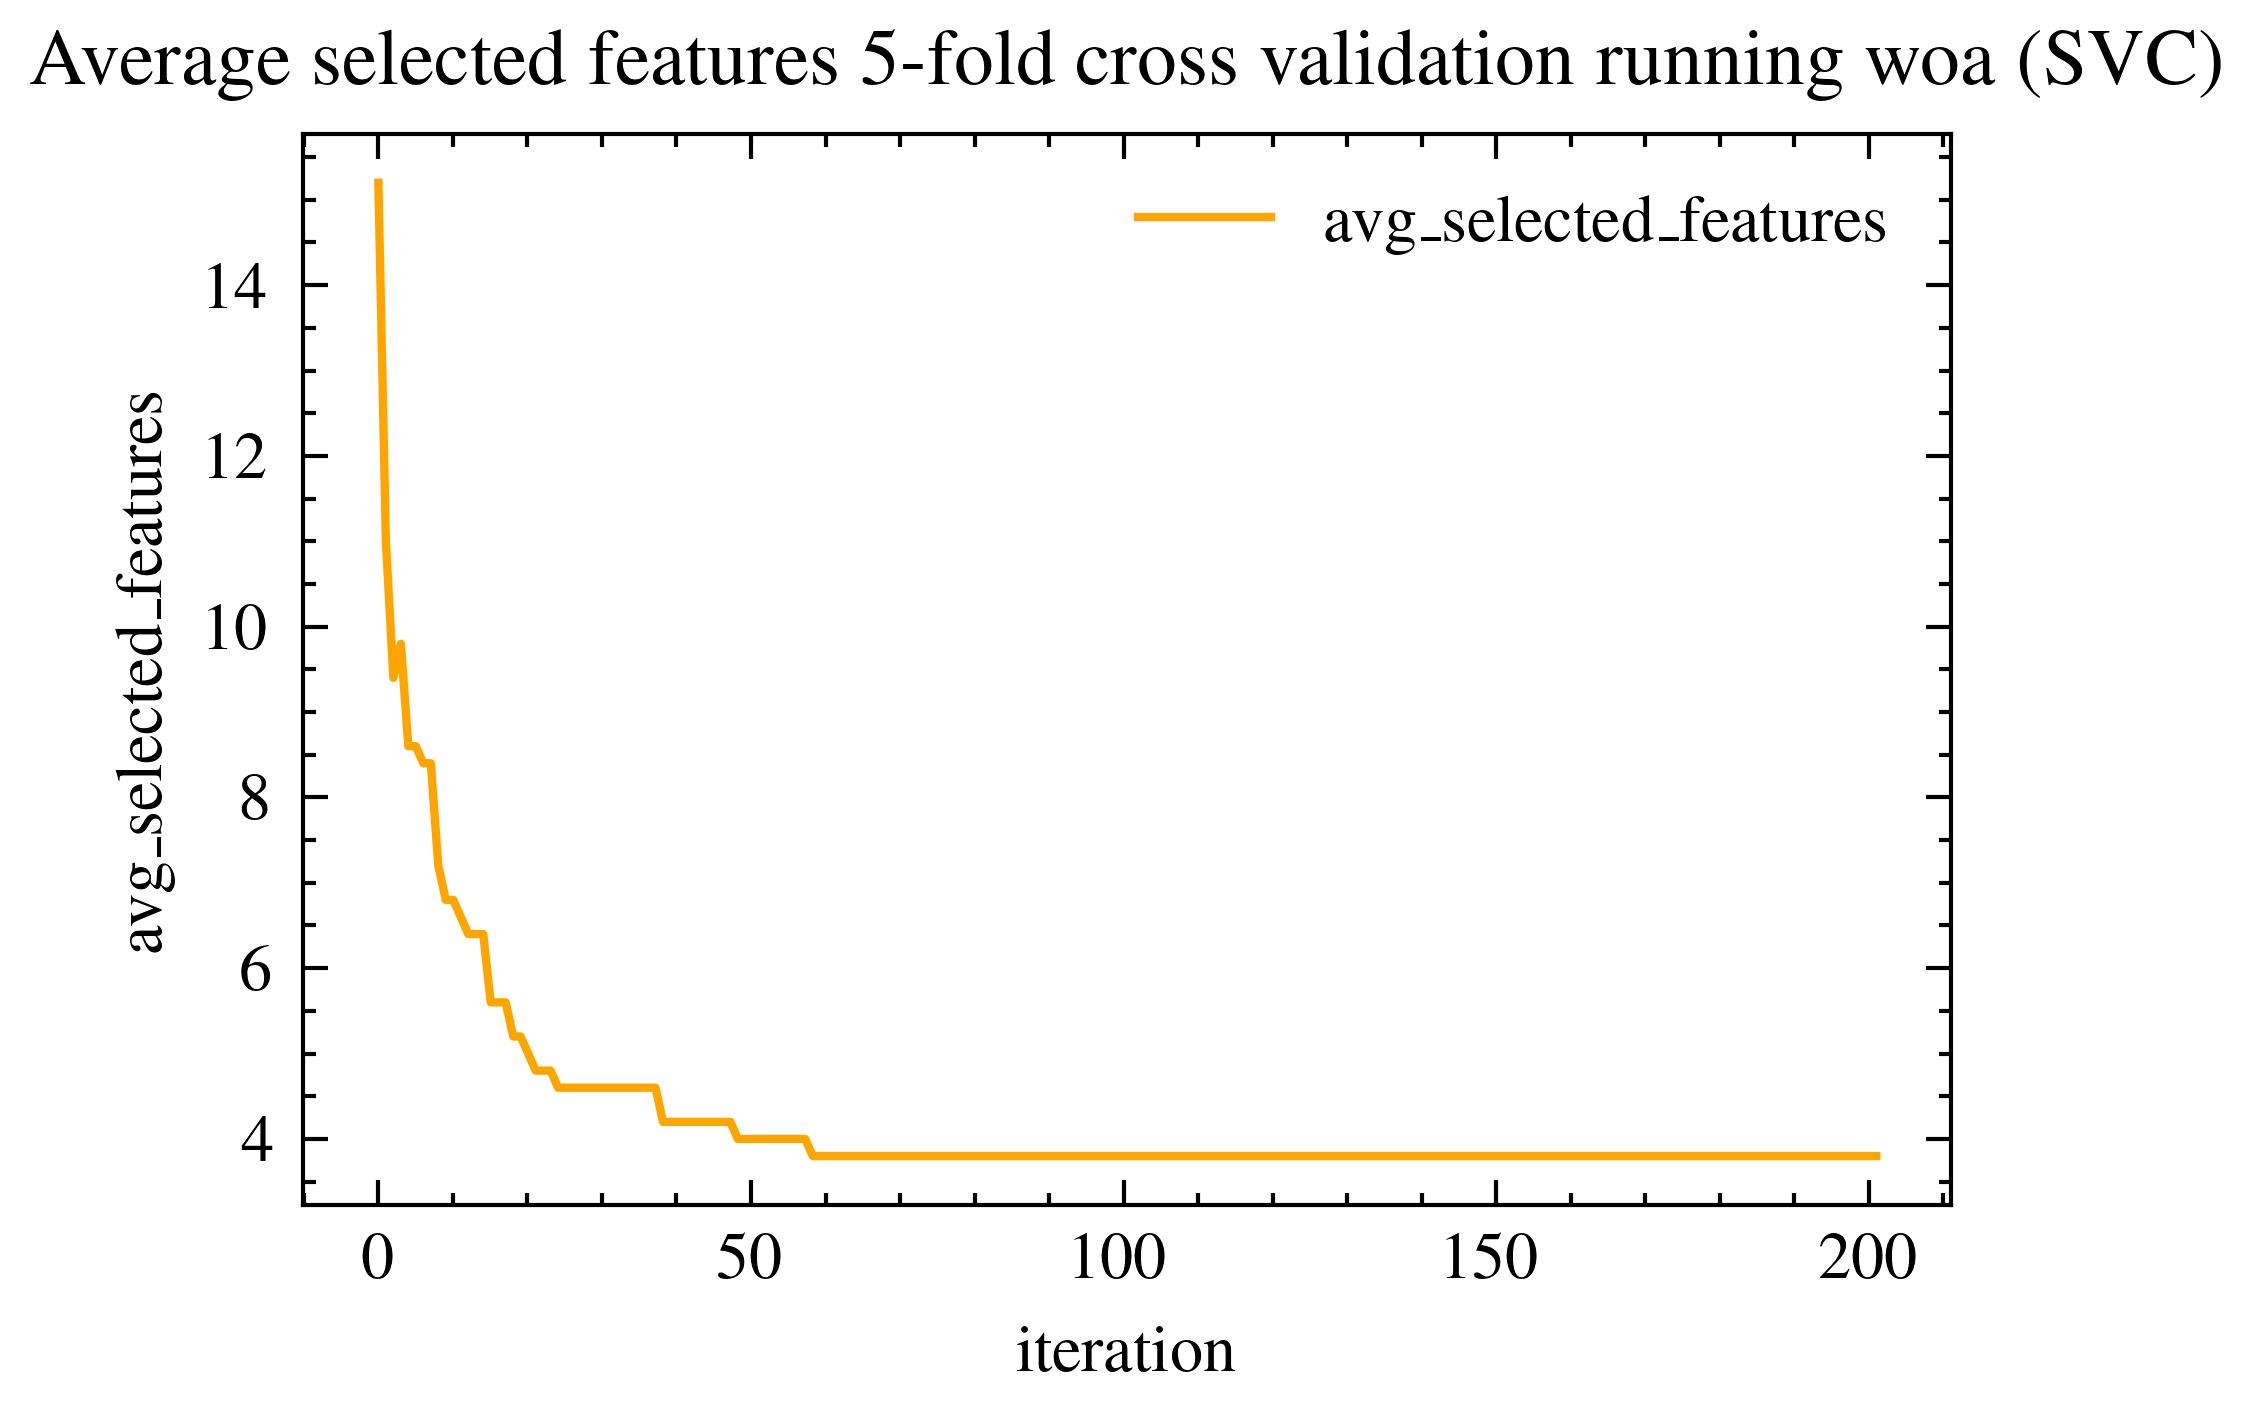 Average selected features 5-fold cross validation running woa (SVC)
avg_selected_features
avg_selected_features
14
12
10
8
6
4
0 50 100 150 200
iteration